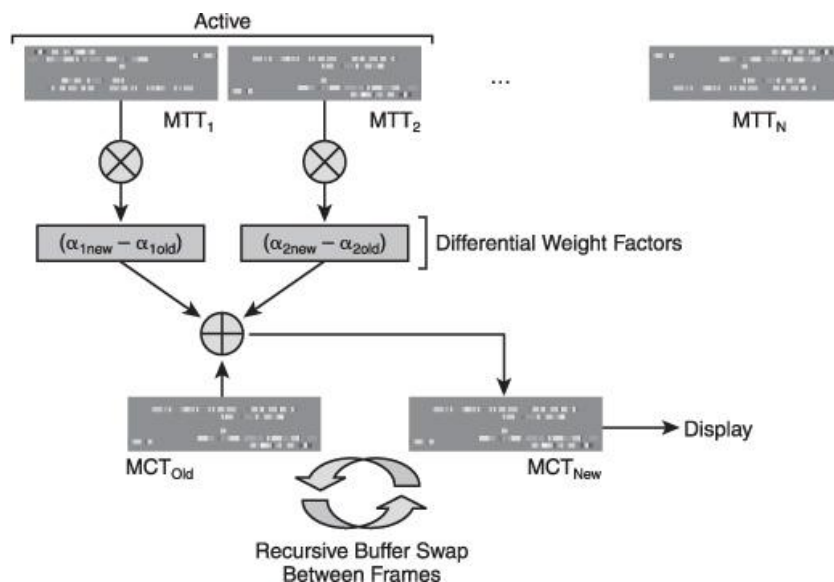 Active
MTT1
MTT2
...
MTTN
(α1new − α1old)
(α2new − α2old)
Differential Weight Factors
MCTOld
MCTNew
Display
Recursive Buffer Swap
Between Frames